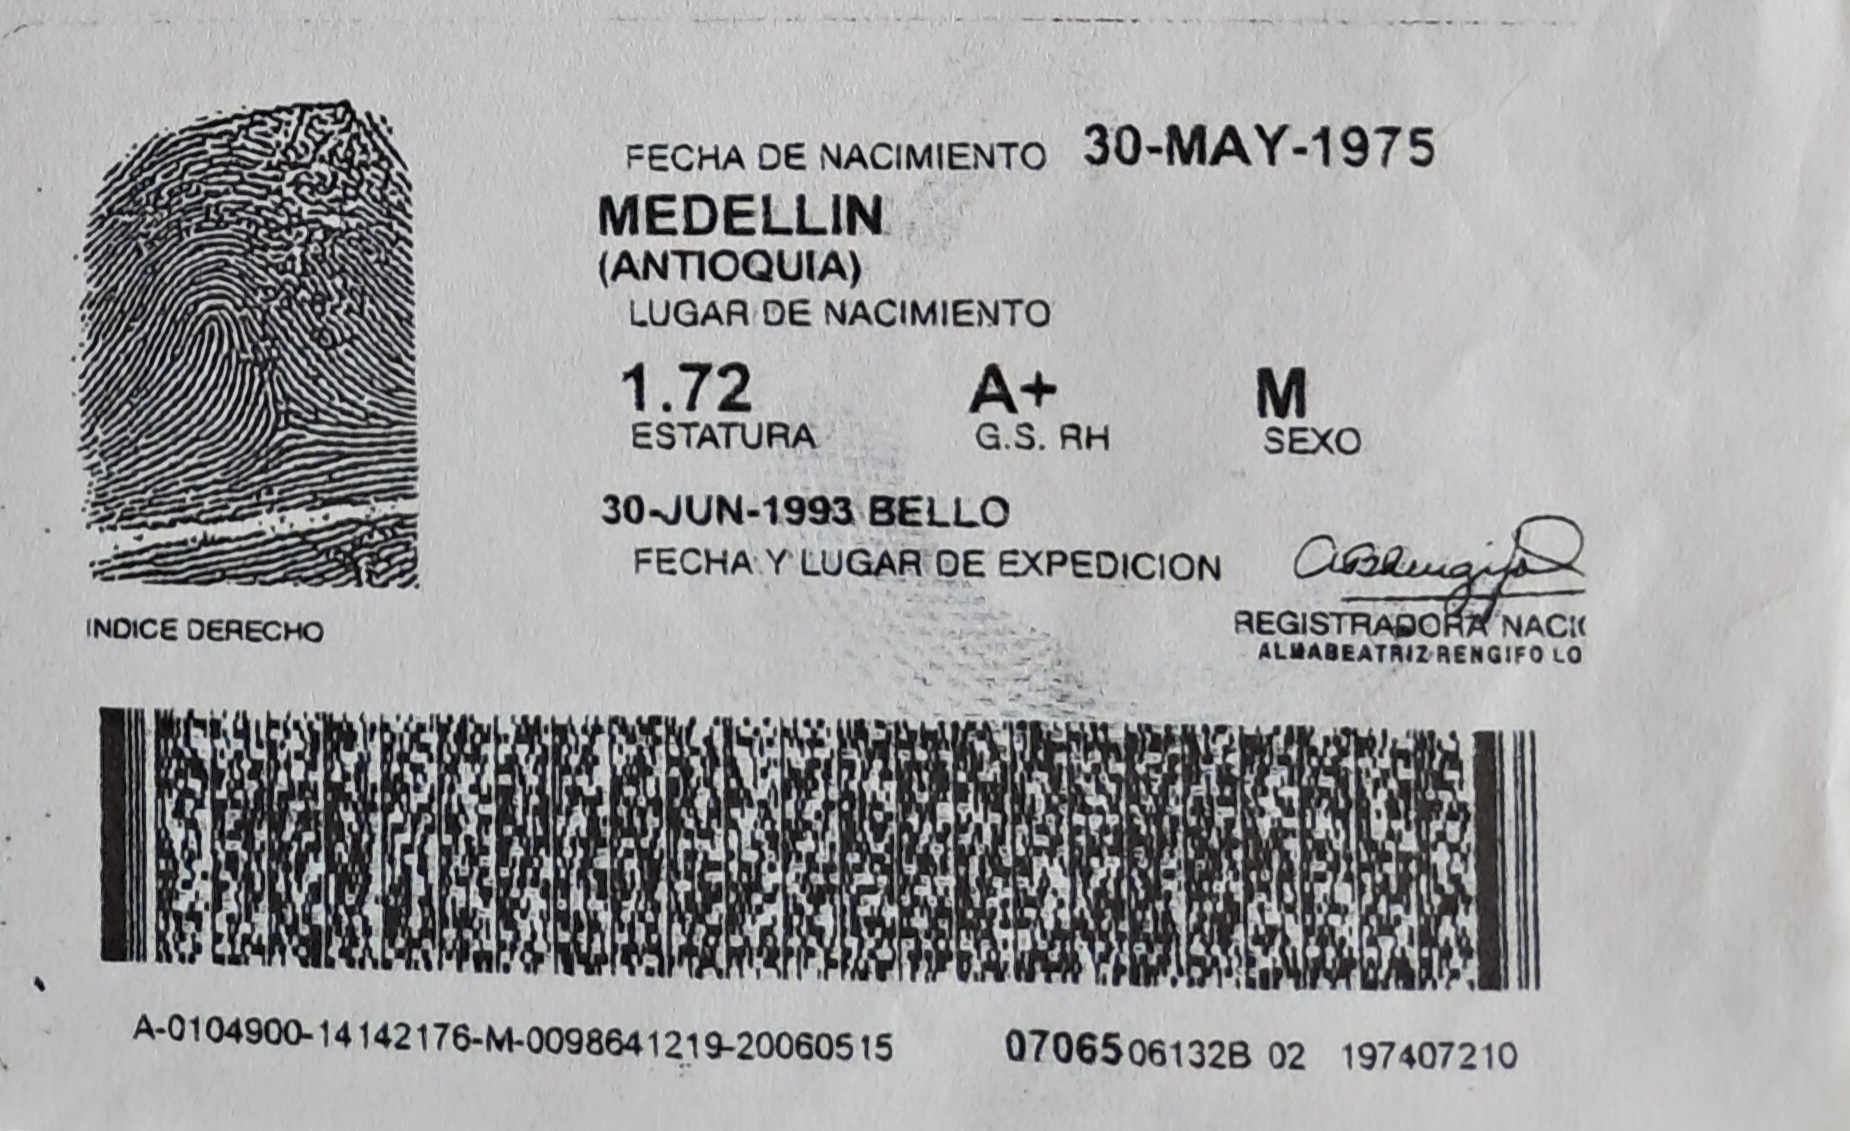 FECHA DE NACIMIENTO 30-MAY-1975
MEDELLIN
(ANTIOQUIA)
LUGAR DE NACIMIENTO
1.72 A+ M
ESTATURA G.S. RH SEXO
30-JUN-1993 BELLO
FECHA Y LUGAR DE EXPEDICION
INDICE DERECHO
REGISTRADORA NACI
ALMABEATRIZ RENGIFO LO
A-0104900-14142176-M-0098641219-20060515 0706506132B 02 197407210